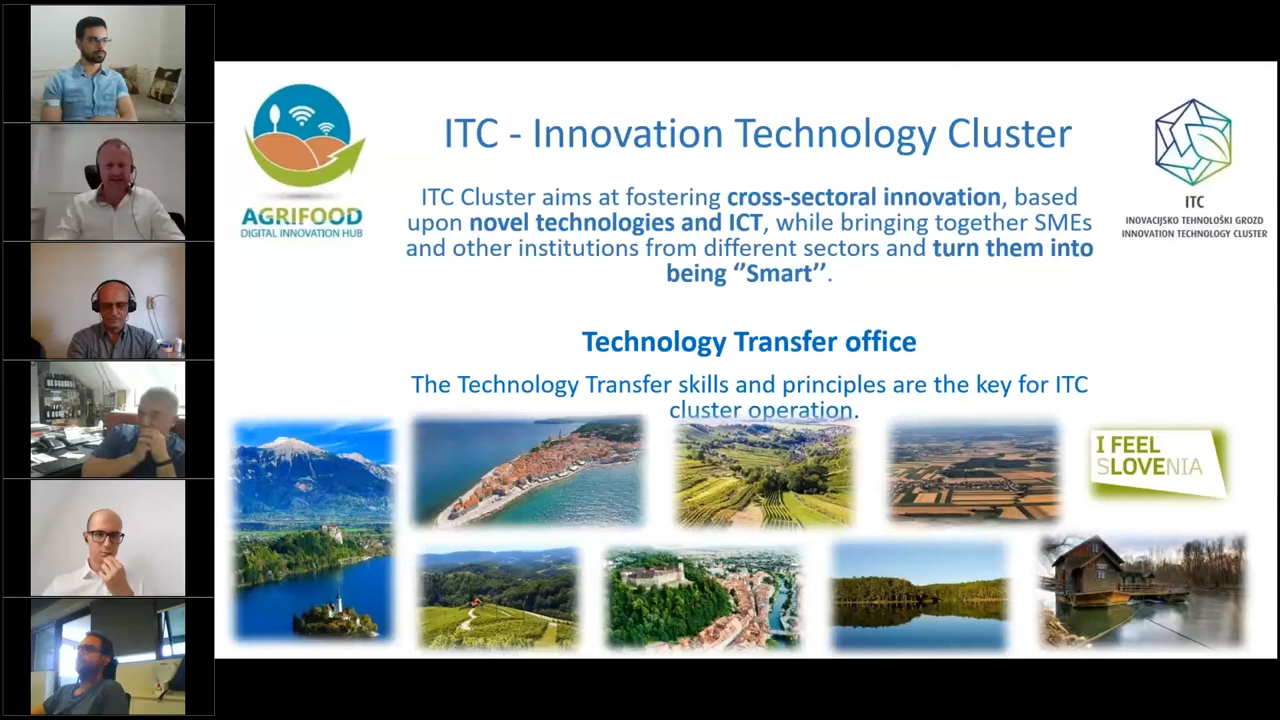 ITC - Innovation Technology Cluster
AGRIFOOD
DIGITAL INNOVATION HUB
ITC
INOVACIJSKO TEHNOLOŠKI GROZD
INNOVATION TECHNOLOGY CLUSTER
ITC Cluster aims at fostering cross-sectoral innovation, based
upon novel technologies and ICT, while bringing together SMEs
and other institutions from different sectors and turn them into
being ‘’Smart’’.
Technology Transfer office
The Technology Transfer skills and principles are the key for ITC
cluster operation.
I FEEL
SLOVENIA